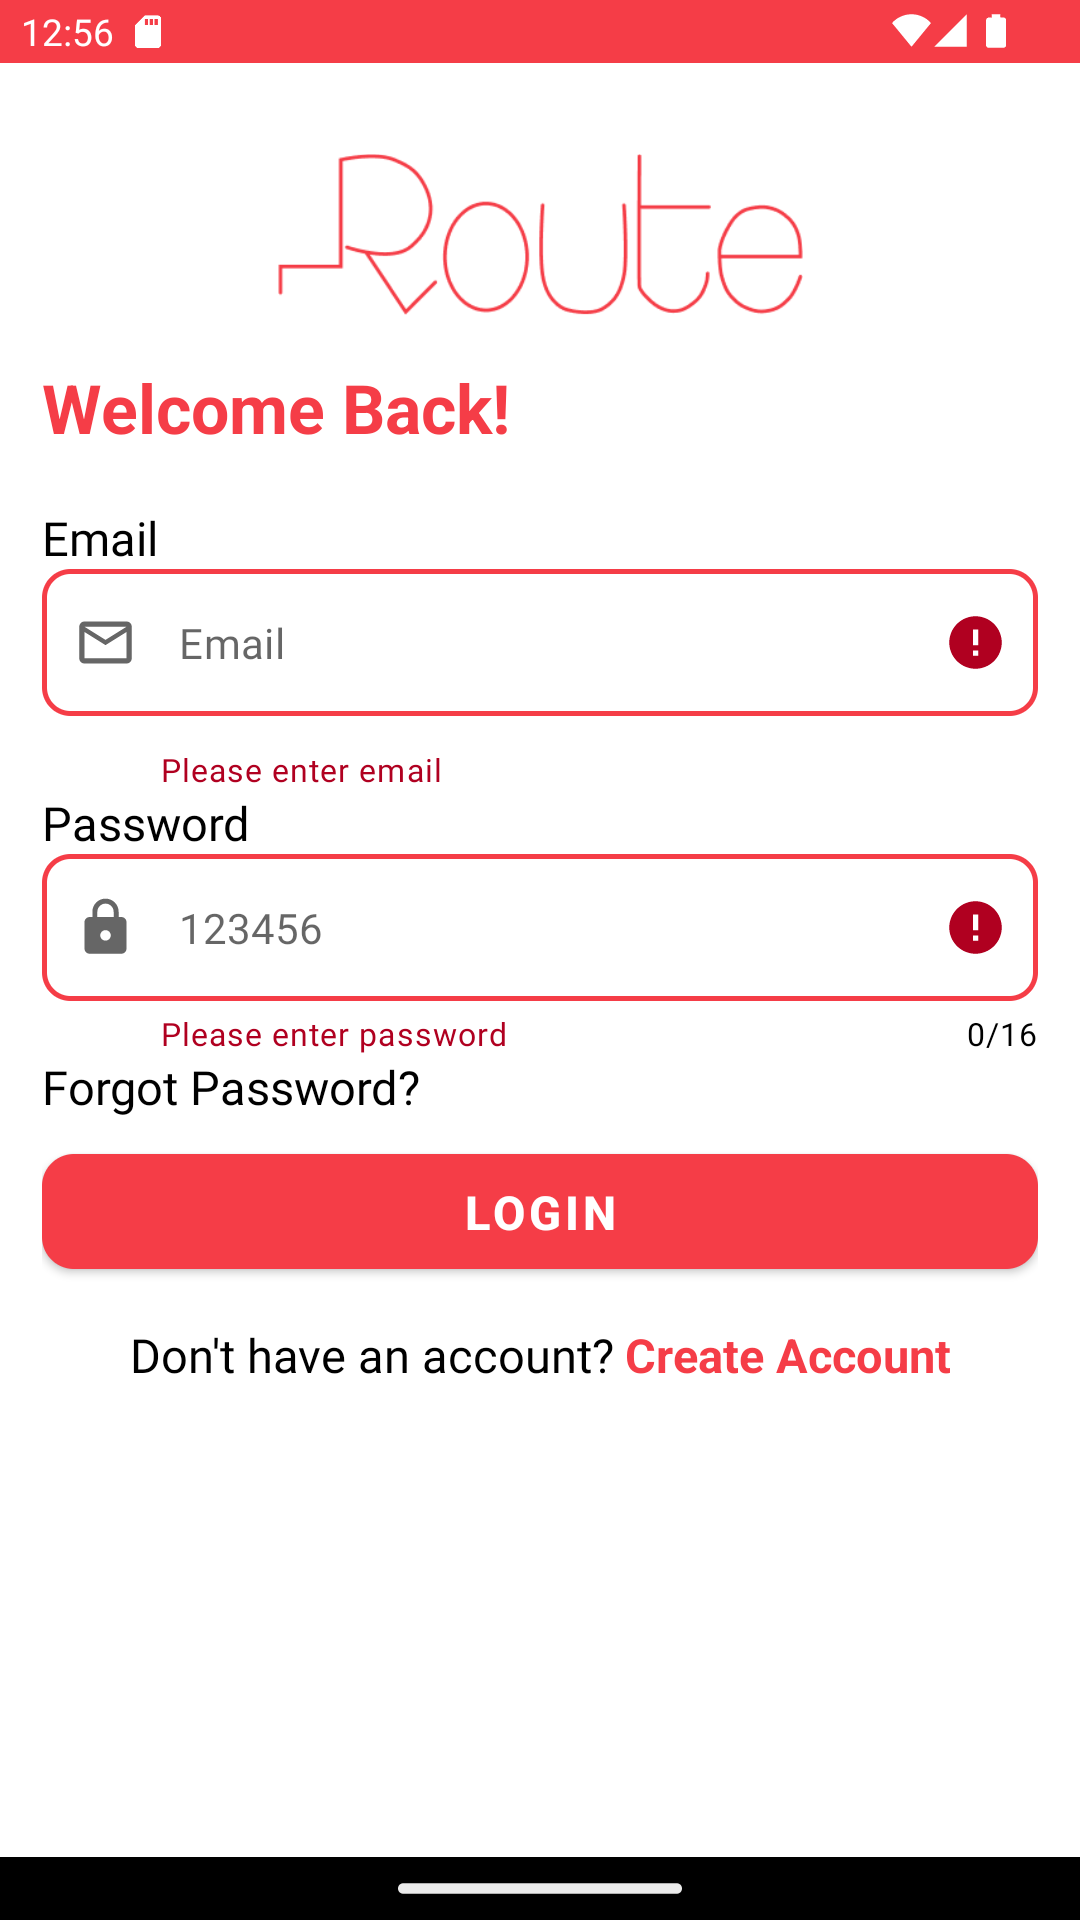 12:56
Route
Welcome Back!
Email
Email
Please enter email
Password
123456
Please enter password 0/16
Forgot Password?
LOGIN
Don't have an account? Create Account